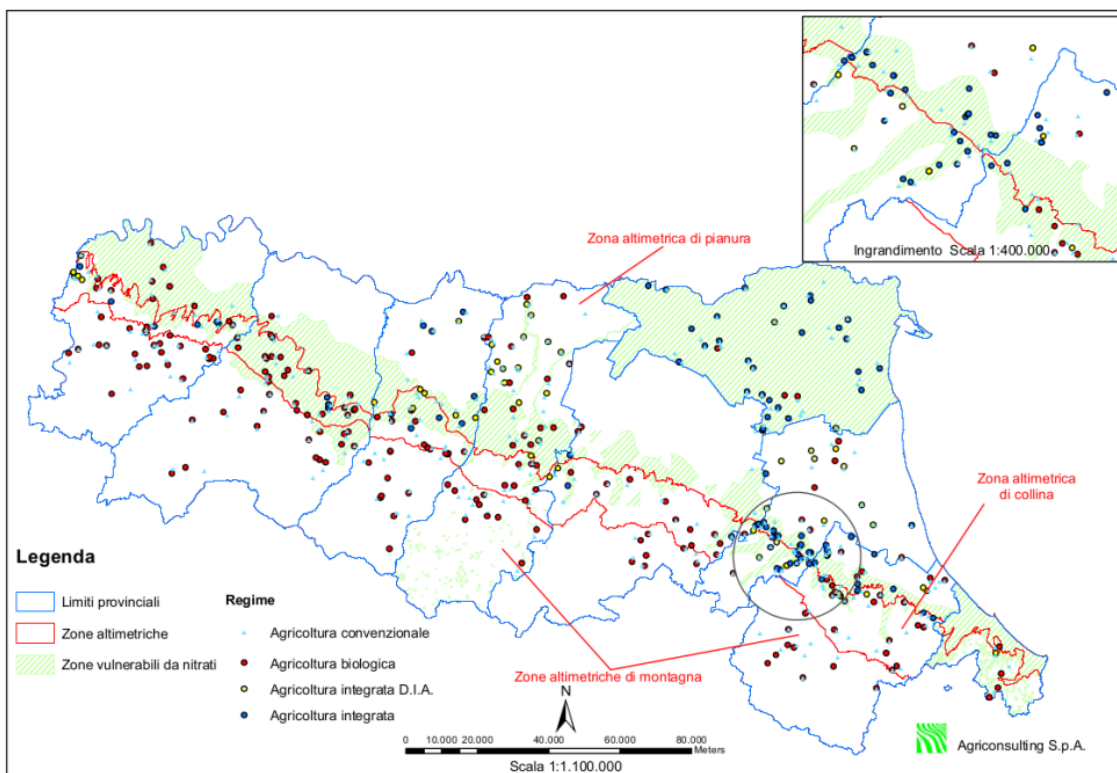 Ingrandimento Scala 1:400.000
Zona altimetrica di pianura
Zona altimetrica
di collina
Zone altimetriche di montagna
Legenda
Limiti provinciali
Zone altimetriche
Zone vulnerabili da nitrati
Regime
Agricoltura convenzionale
Agricoltura biologica
Agricoltura integrata D.I.A.
Agricoltura integrata
N
0 10.000 20.000 40.000 60.000 80.000
Meters
Scala 1:1.100.000
Agriconsulting S.p.A.